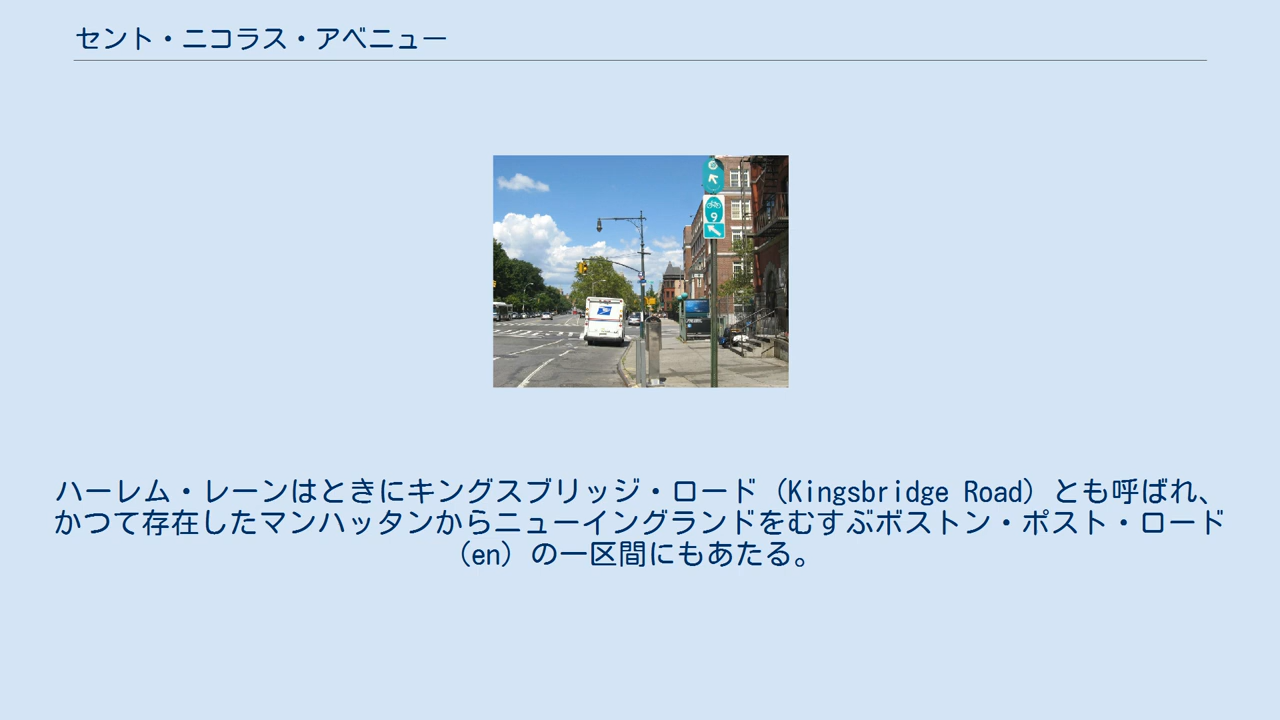 セント・ニコラス・アベニュー
9
ハーレム・レーンはときにキングスブリッジ・ロード（Kingsbridge Road）とも呼ばれ、
かつて存在したマンハッタンからニューイングランドをむすぶボストン・ポスト・ロード
（en）の一区間にもあたる。